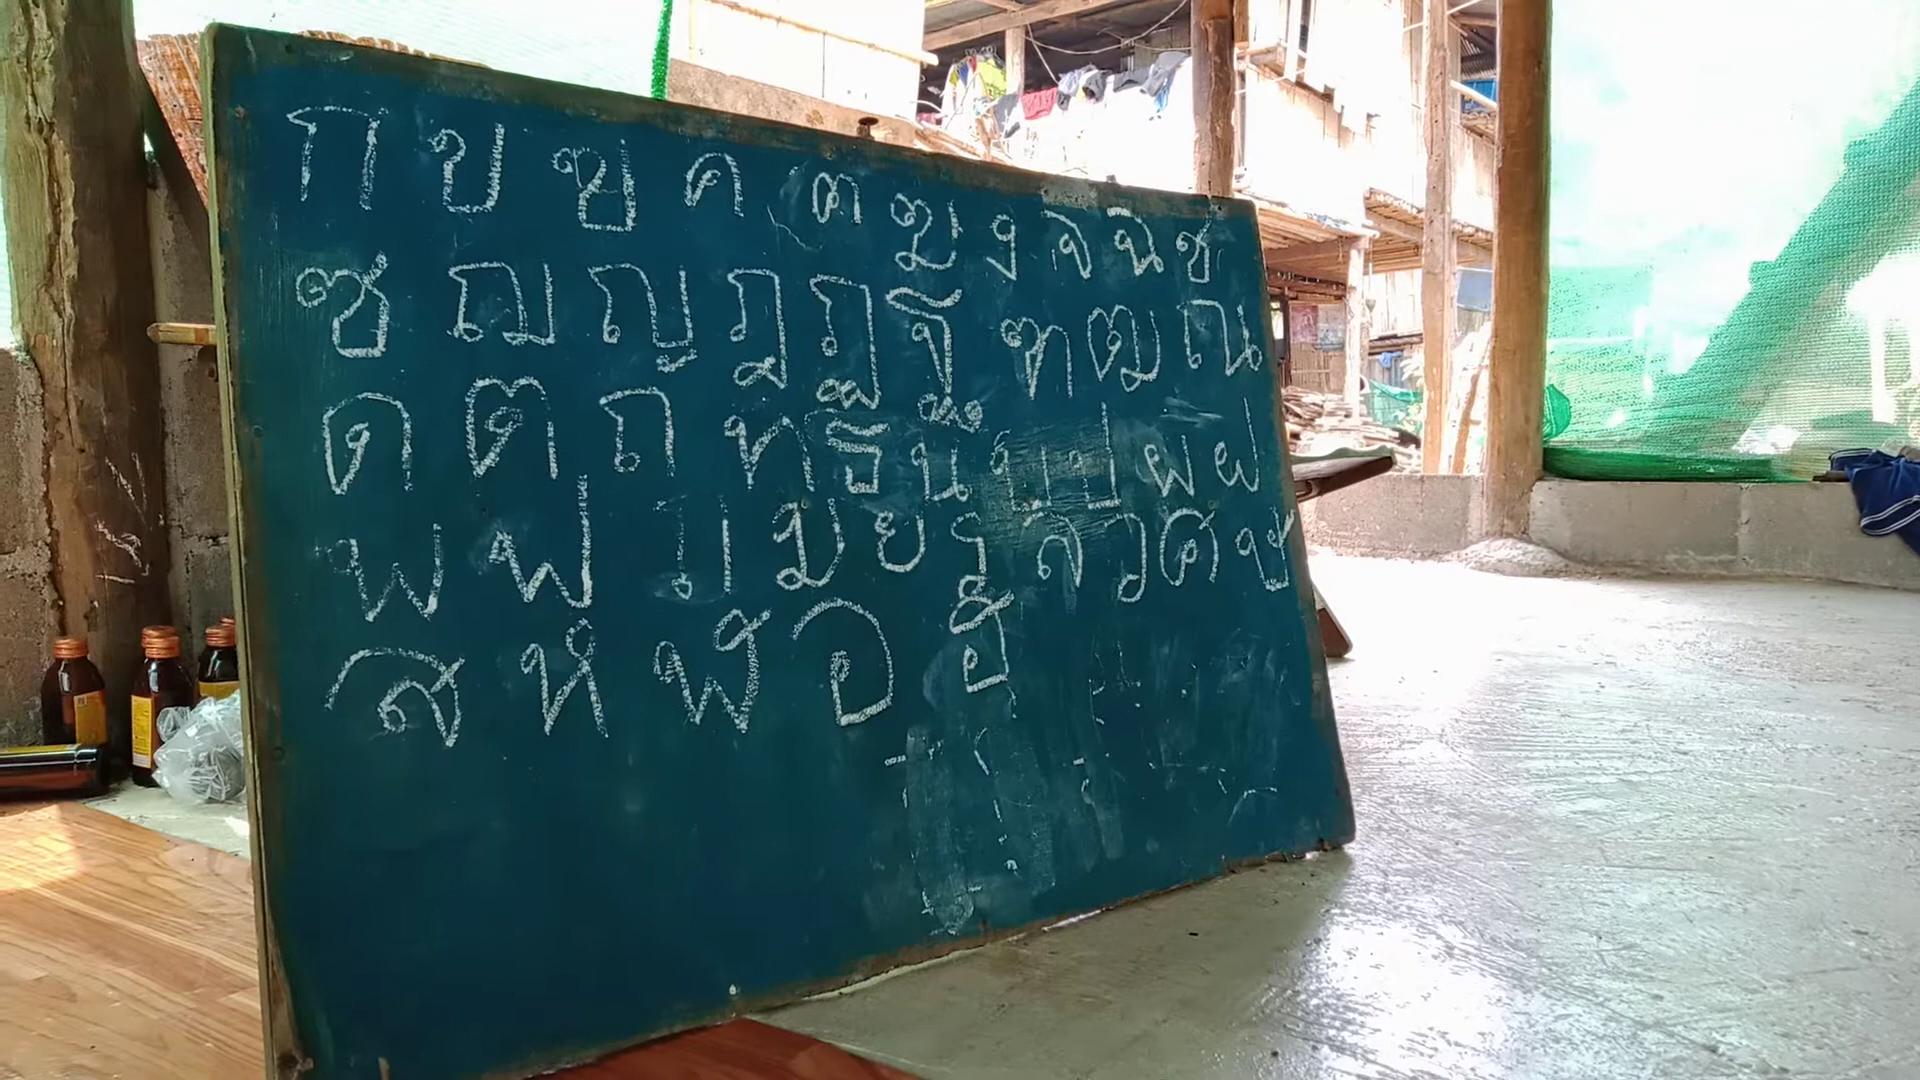 ก ข ฃ ค ฅ ฆ ง จ ฉ ช
ซ ฌ ญ ฎ ฏ ฐ ฑ ฒ ณ
ด ต ถ ท ธ น บ ป ผ ฝ
พ ฟ ภ ม ย ร ล ว ศ ษ
ส ห ฬ อ ฮ